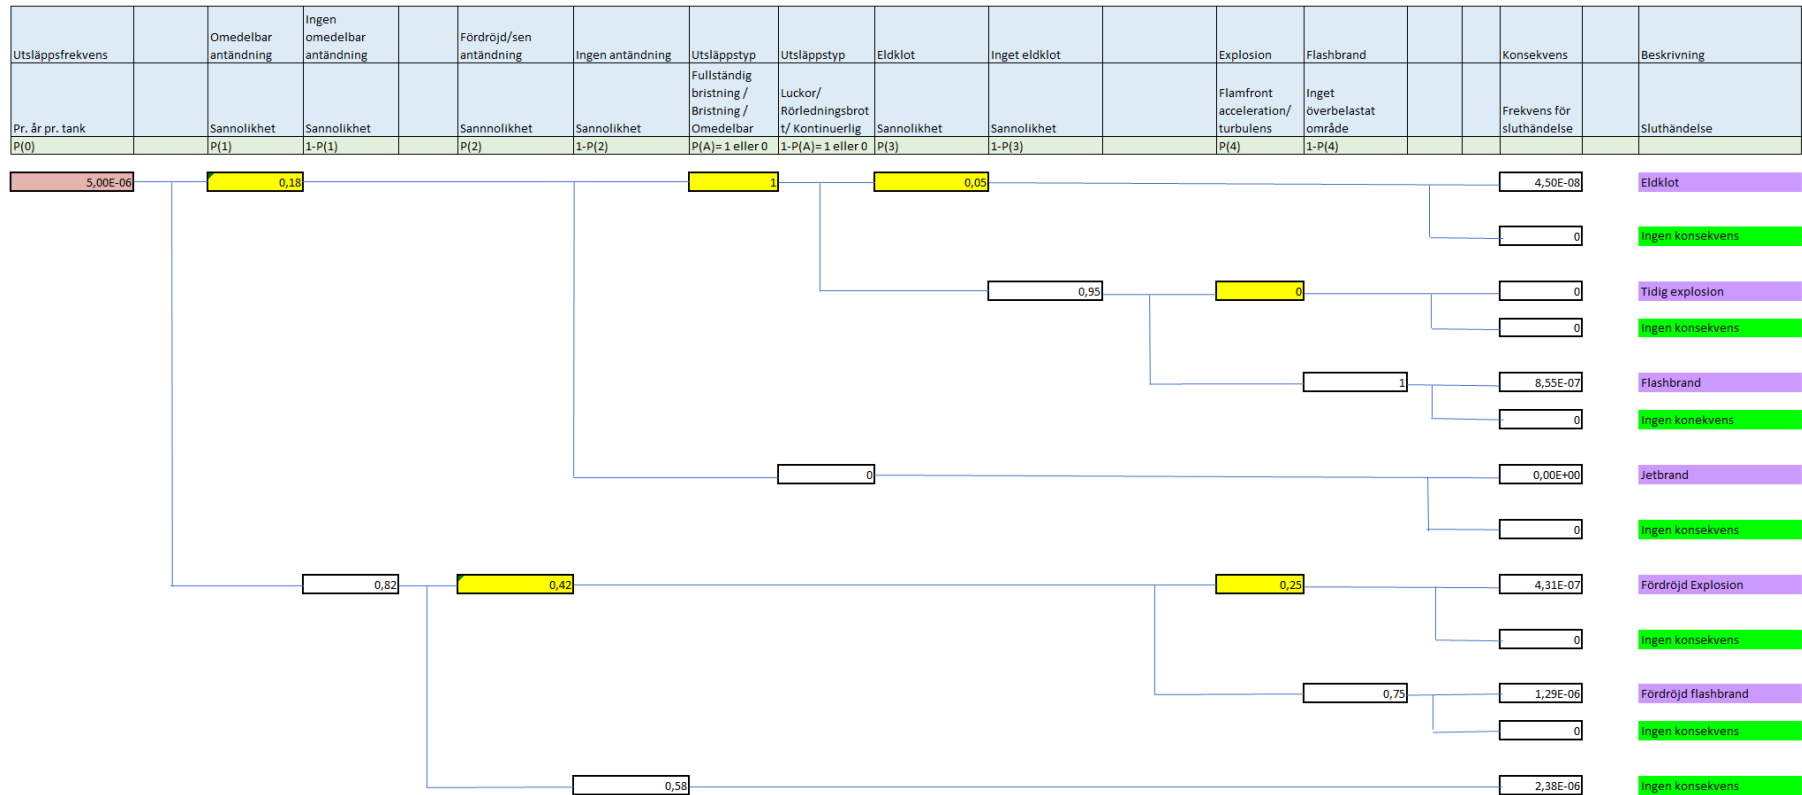 Utsläppsfrekvens
Omedelbar
antändning
Ingen
omedelbar
antändning
Fördröjd/sen
antändning
Ingen antändning
Utsläppstyp
Utsläppstyp
Eldklot
Inget eldklot
Explosion
Flashbrand
Konsekvens
Beskrivning
Pr. år pr. tank
Sannolikhet
Sannolikhet
Sannnolikhet
Sannolikhet
Fullständig
bristning /
Bristning /
Omedelbar
Luckor/
Rörledningsbrot
t/ Kontinuerlig
Sannolikhet
Sannolikhet
Flamfront
acceleration/
turbulens
Inget
överbelastat
område
Frekvens för
sluthändelse
Sluthändelse
P(0)
P(1)
1-P(1)
P(2)
1-P(2)
P(A)= 1 eller 0
1-P(A)= 1 eller 0
P(3)
1-P(3)
P(4)
1-P(4)
5,00E-06
0,18
1
0,05
4,50E-08
Eldklot
0
Ingen konsekvens
0,95
0
0
Tidig explosion
0
Ingen konsekvens
1
8,55E-07
Flashbrand
0
Ingen konekvens
0
0,00E+00
Jetbrand
0
Ingen konsekvens
0,82
0,42
0,25
4,31E-07
Fördröjd Explosion
0
Ingen konsekvens
0,75
1,29E-06
Fördröjd flashbrand
0
Ingen konsekvens
0,58
2,38E-06
Ingen konsekvens